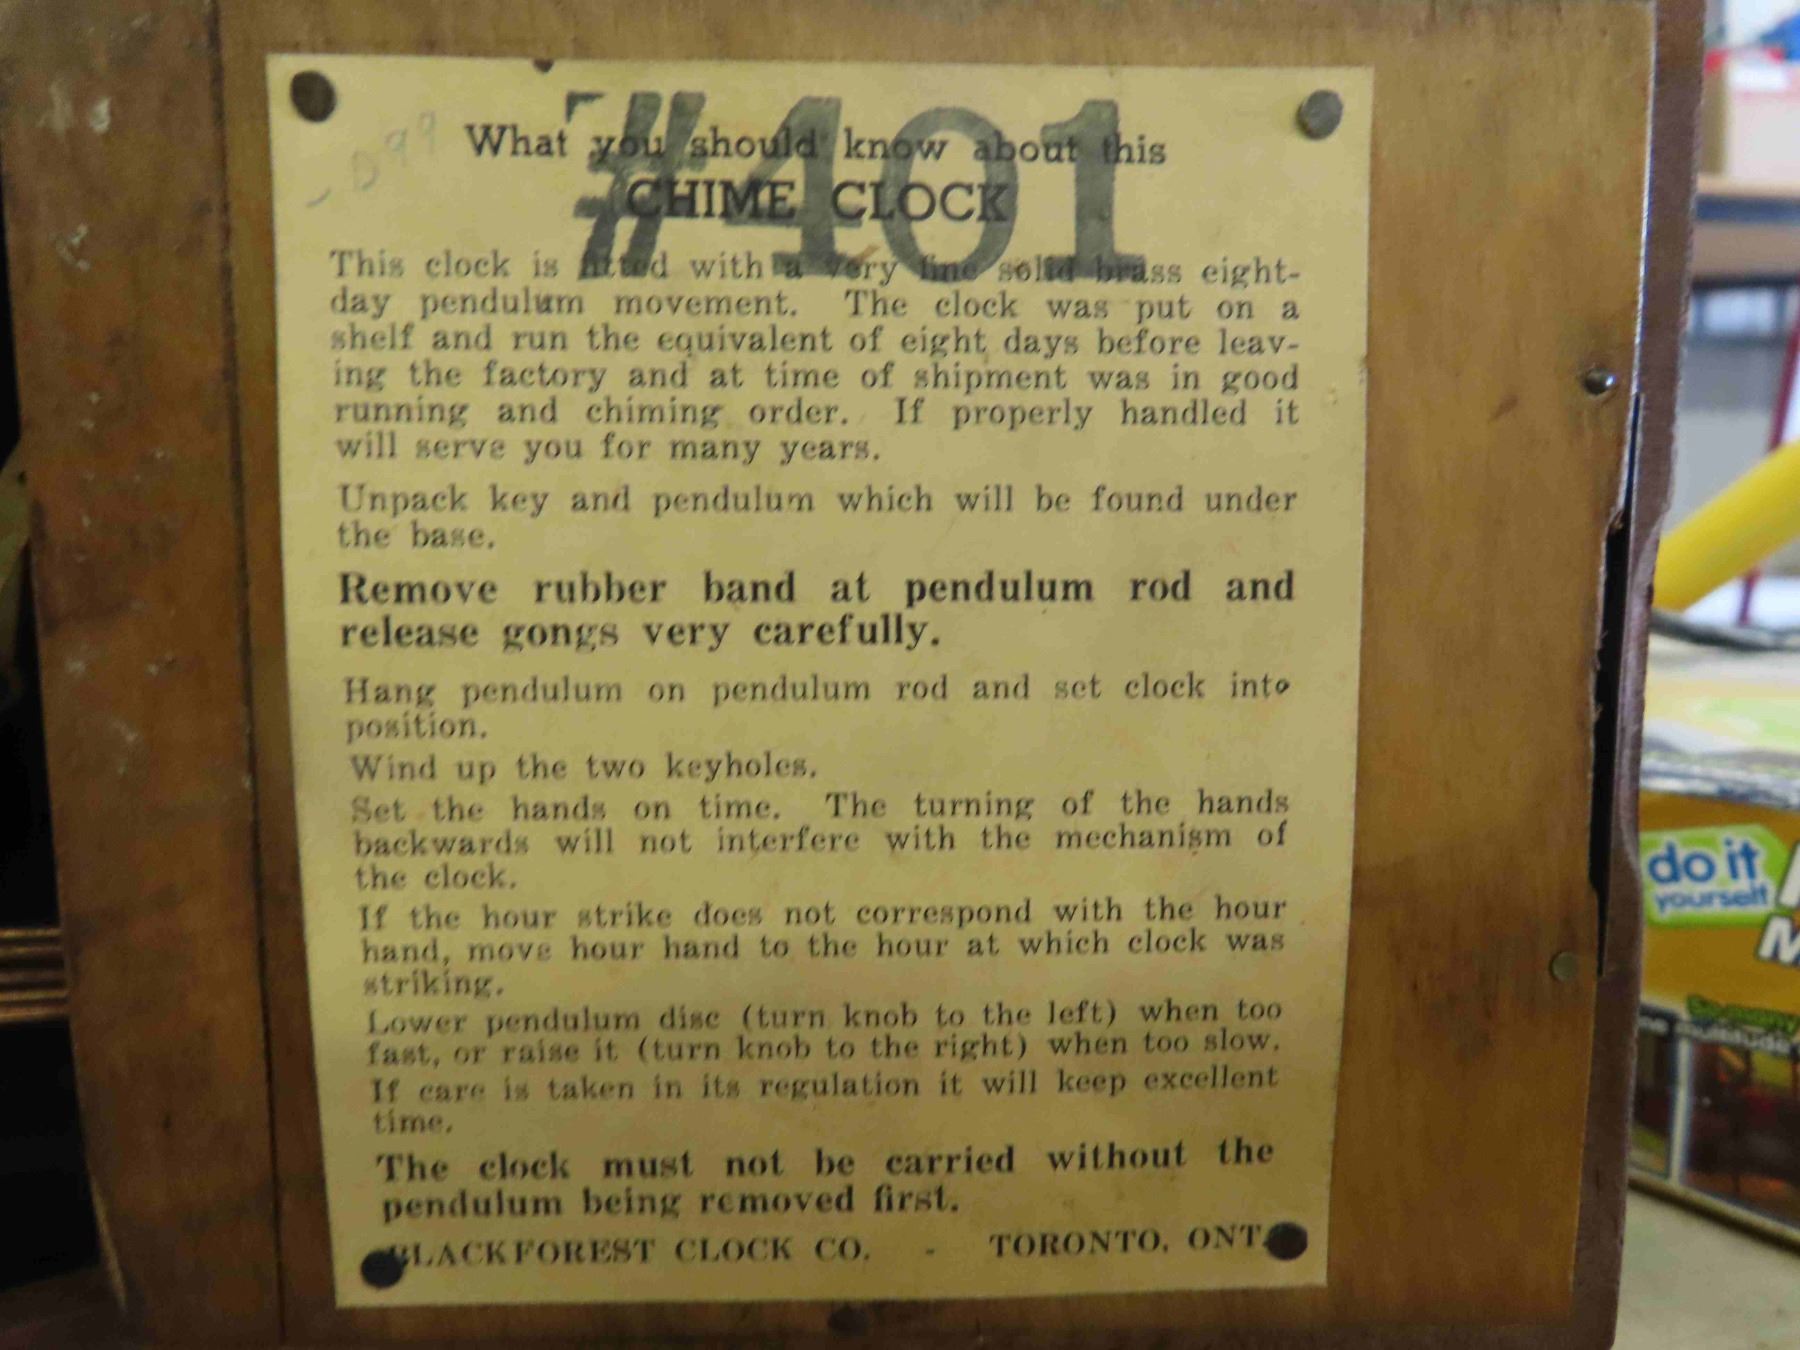 #401
What you should know about this
CHIME CLOCK
This clock is fitted with a very fine solid brass eight-
day pendulum movement. The clock was put on a
shelf and run the equivalent of eight days before leav-
ing the factory and at time of shipment was in good
running and chiming order. If properly handled it
will serve you for many years.
Unpack key and pendulum which will be found under
the base.
Remove rubber band at pendulum rod and
release gongs very carefully.
Hang pendulum on pendulum rod and set clock into
position.
Wind up the two keyholes.
Set the hands on time. The turning of the hands
backwards will not interfere with the mechanism of
the clock.
If the hour strike does not correspond with the hour
hand, move hour hand to the hour at which clock was
striking.
Lower pendulum disc (turn knob to the left) when too
fast, or raise it (turn knob to the right) when too slow.
If care is taken in its regulation it will keep excellent
time.
The clock must not be carried without the
pendulum being removed first.
BLACKFOREST CLOCK CO. - TORONTO, ONT.
do it
yourself